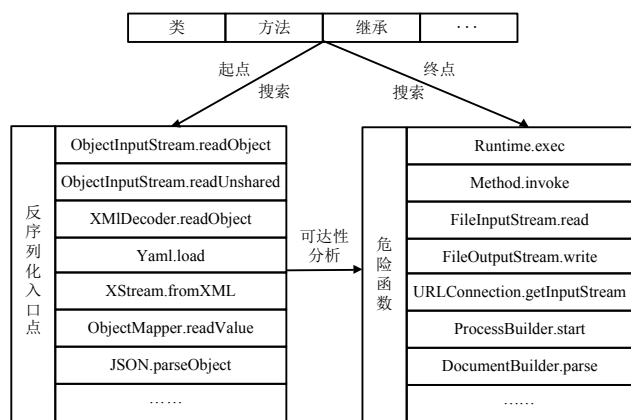 类 方法 继承 ···
起点 终点
搜索 搜索
反序列化入口点
ObjectInputStream.readObject
ObjectInputStream.readUnshared
XMlDecoder.readObject
Yaml.load
XStream.fromXML
ObjectMapper.readValue
JSON.parseObject
……
可达性
分析
危险函数
Runtime.exec
Method.invoke
FileInputStream.read
FileOutputStream.write
URLConnection.getInputStream
ProcessBuilder.start
DocumentBuilder.parse
……